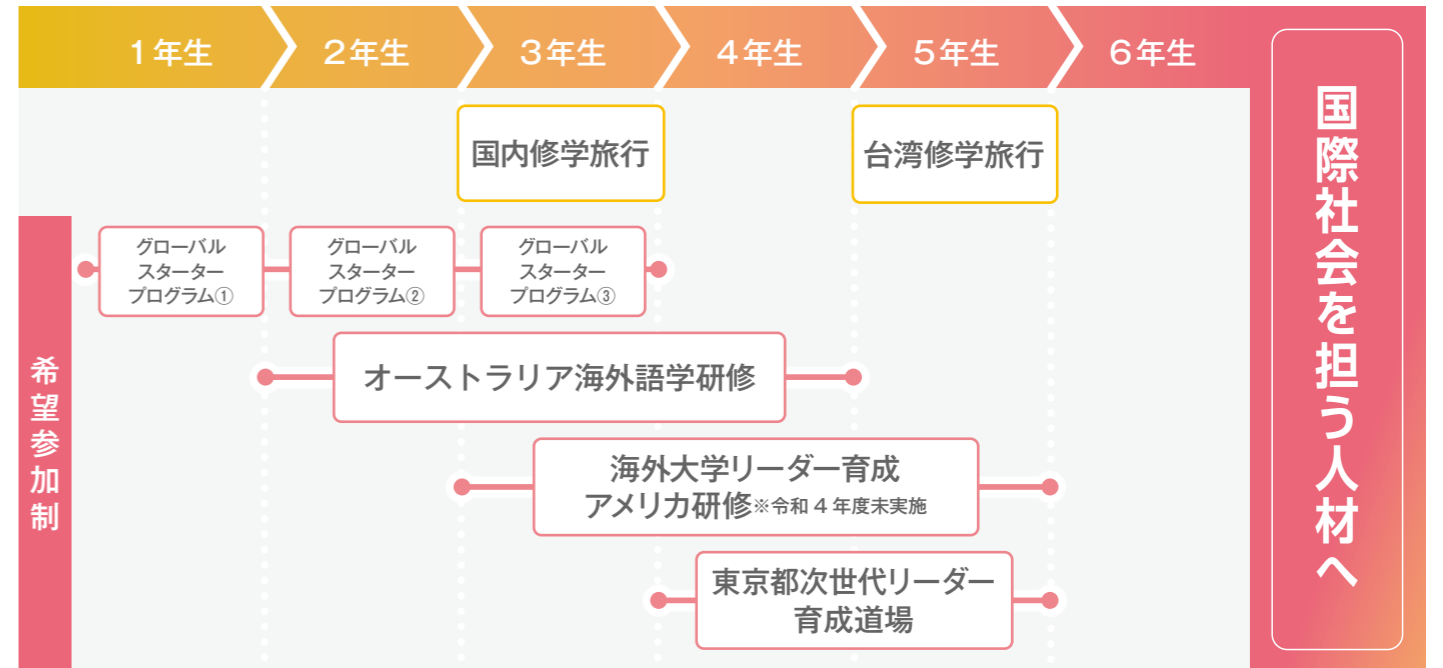 1年生
2年生
3年生
4年生
5年生
6年生
国内修学旅行
台湾修学旅行
希望参加制
グローバル
スターター
プログラム①
グローバル
スターター
プログラム②
グローバル
スターター
プログラム③
オーストラリア海外語学研修
海外大学リーダー育成
アメリカ研修※令和4年度未実施
東京都次世代リーダー
育成道場
国際社会を担う人材へ